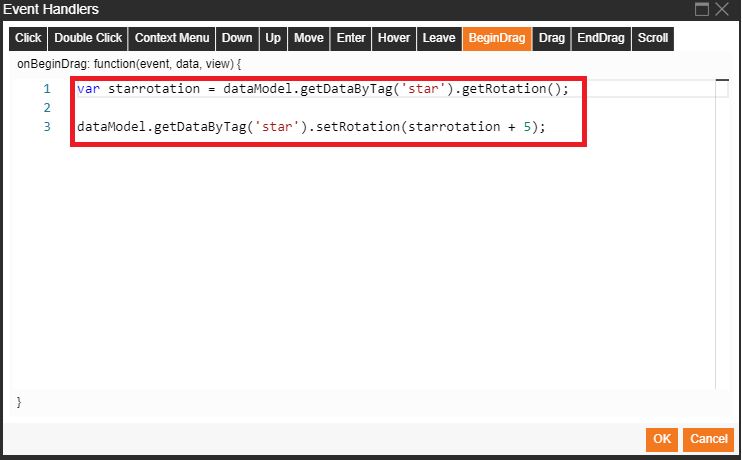 Event Handlers
Click Double Click Context Menu Down Up Move Enter Hover Leave BeginDrag Drag EndDrag Scroll
onBeginDrag: function(event, data, view) {
1 var starrotation = dataModel.getDataByTag('star').getRotation();
2
3 dataModel.getDataByTag('star').setRotation(starrotation + 5);
}
OK Cancel